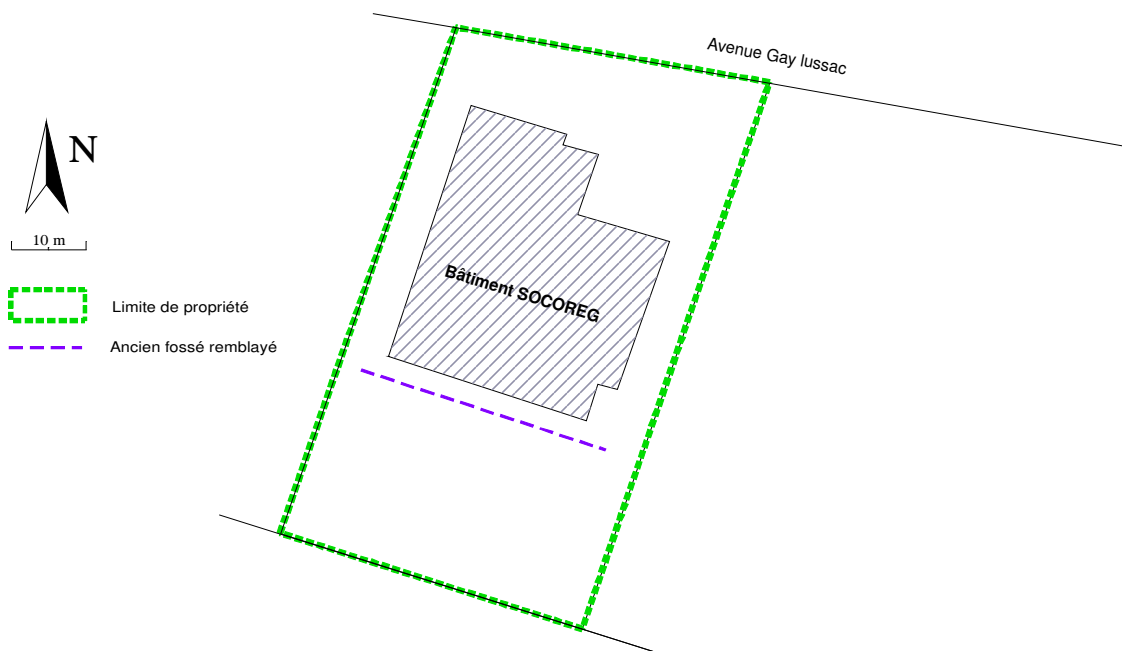 Avenue Gay lussac
N
10 m
Bâtiment SOCOREG
Limite de propriété
Ancien fossé remblayé